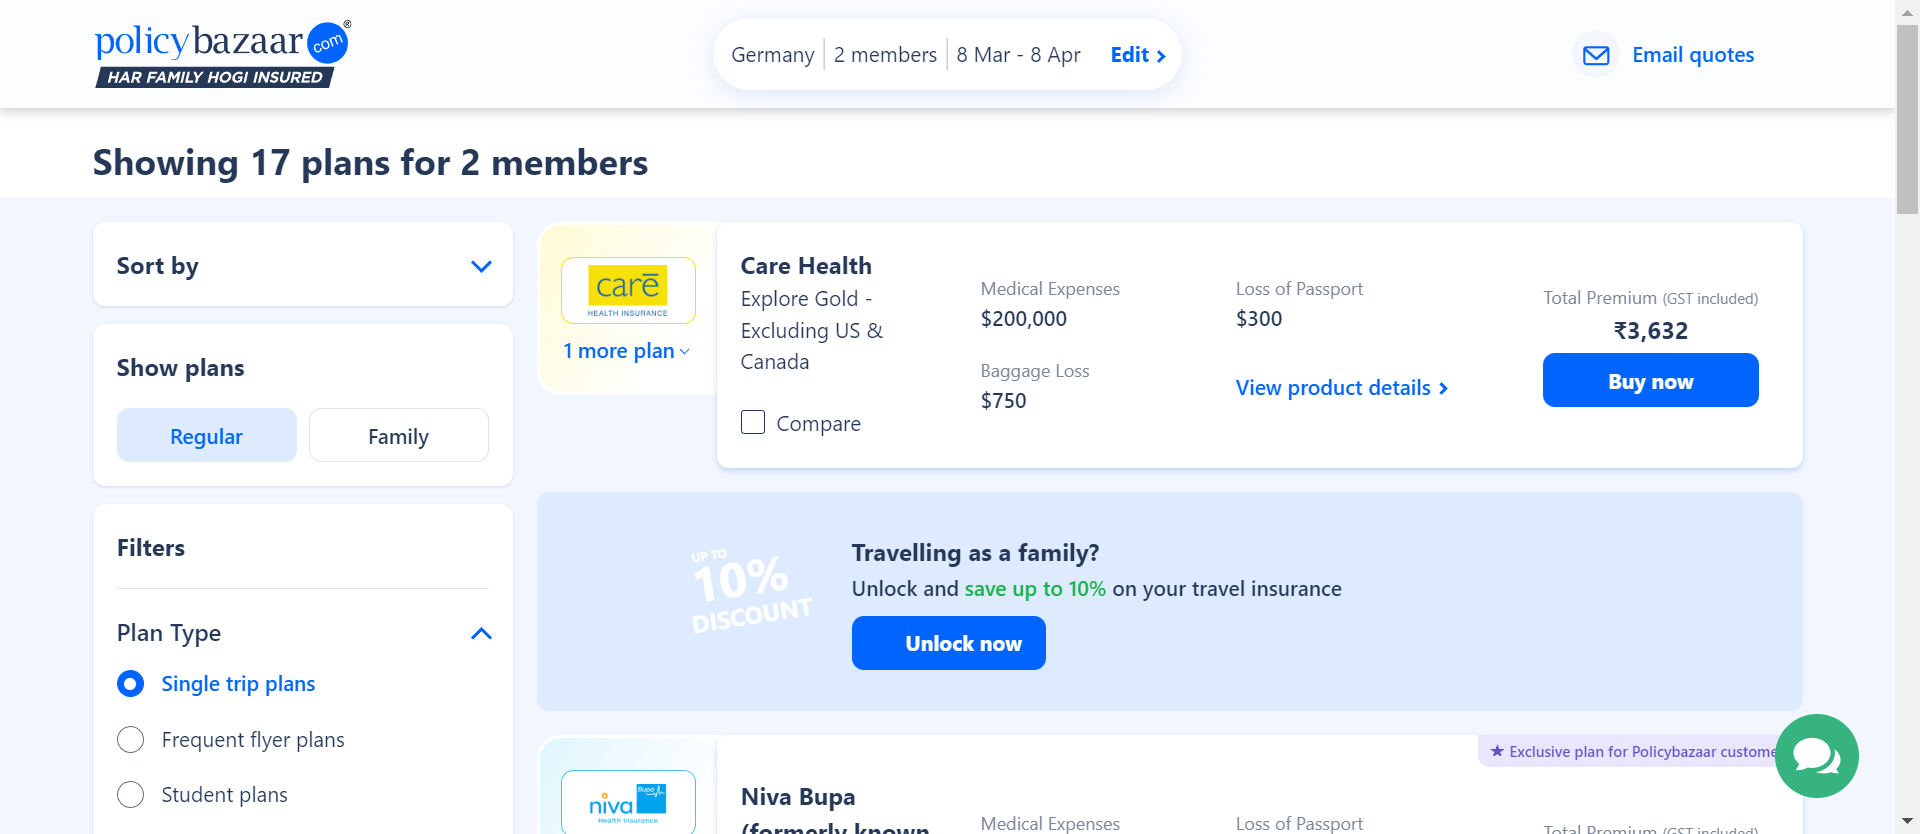 policybazaar.com®
HAR FAMILY HOGI INSURED
Germany
2 members
8 Mar - 8 Apr
Edit
Email quotes
Showing 17 plans for 2 members
Sort by
Show plans
Regular
Family
Filters
Plan Type
Single trip plans
Frequent flyer plans
Student plans
care
HEALTH INSURANCE
1 more plan
Care Health
Explore Gold -
Excluding US &
Canada
Compare
Medical Expenses
$200,000
Baggage Loss
$750
Loss of Passport
$300
View product details
Total Premium (GST included)
₹3,632
Buy now
UP TO
10%
DISCOUNT
Travelling as a family?
Unlock and save up to 10% on your travel insurance
Unlock now
Exclusive plan for Policybazaar custome
niva Bupa
Health Insurance
Niva Bupa
(formerly known
Medical Expenses
Loss of Passport
Total Premium (GST included)